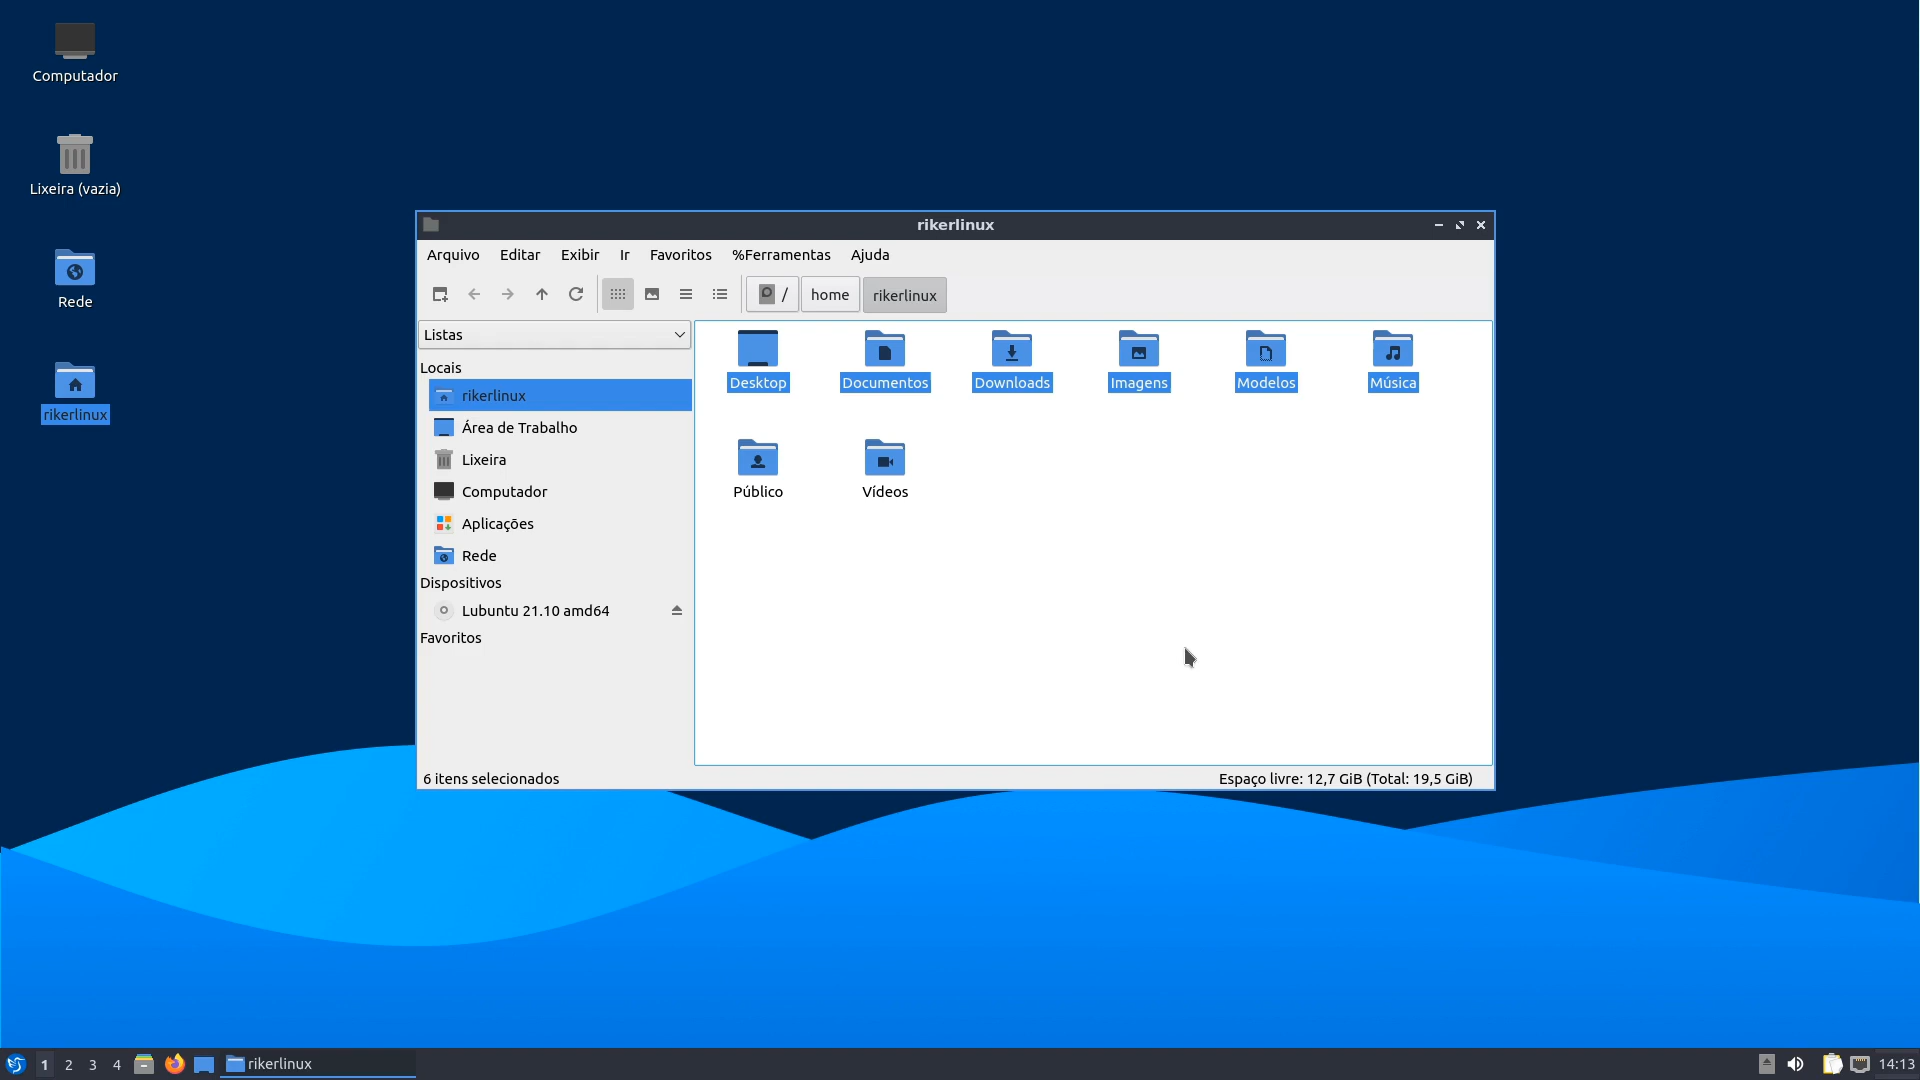 Computador
Lixeira (vazia)
Rede
rikerlinux
rikerlinux
Arquivo Editar Exibir Ir Favoritos %Ferramentas Ajuda
/ home rikerlinux
Listas
Locais
rikerlinux
Área de Trabalho
Lixeira
Computador
Aplicações
Rede
Dispositivos
Lubuntu 21.10 amd64
Favoritos
Desktop Documentos Downloads Imagens Modelos Música
Público Vídeos
6 itens selecionados
Espaço livre: 12,7 GiB (Total: 19,5 GiB)
1 2 3 4 rikerlinux 14:13